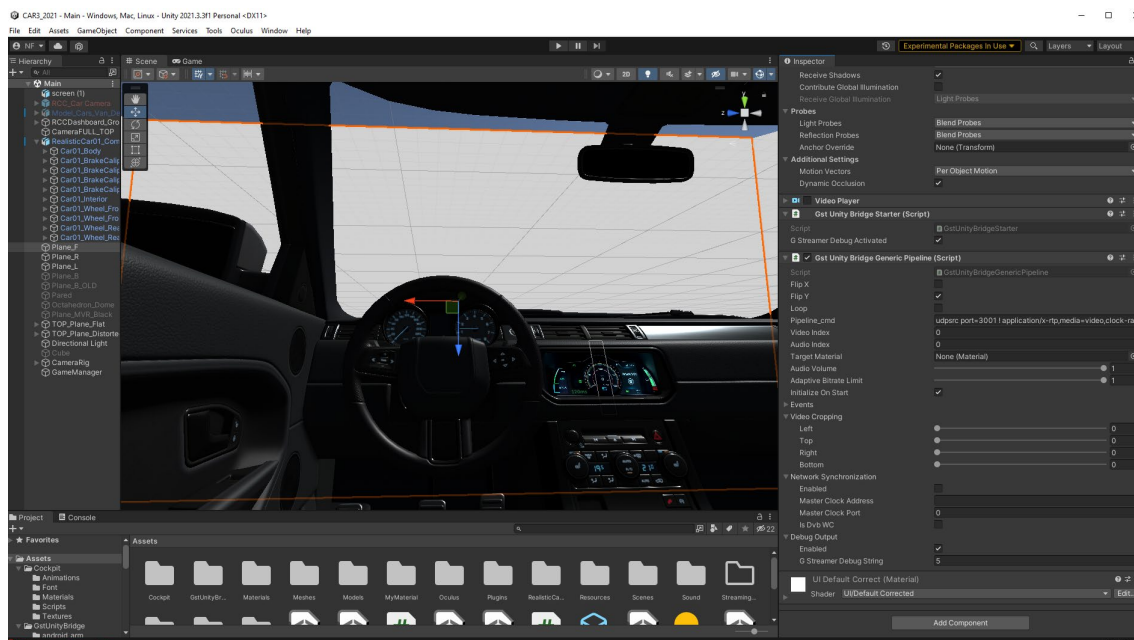 CAR3_2021 - Main - Windows, Mac, Linux - Unity 2021.3.3f1 Personal <DX11>
File Edit Assets GameObject Component Services Tools Oculus Window Help
NF
Experimental Packages In Use
Layers
Layout
Hierarchy
All
Main
screen (1)
RCC_Car Camera
RCCDashboard_Gro
CameraFULL_TOP
RealisticCar01_Com
Car01_Body
Car01_BrakeCalip
Car01_BrakeCalip
Car01_BrakeCalip
Car01_BrakeCalip
Car01_Interior
Car01_Wheel_Fro
Car01_Wheel_Fro
Car01_Wheel_Rea
Car01_Wheel_Rea
Plane_F
Plane_R
Plane_L
Plane_B
Plane_B_OLD
Pared
Octahedron_Dome
Plane_MVR_Black
TOP_Plane_Flat
TOP_Plane_Distorte
Directional Light
Cube
CameraRig
GameManager
Scene
Game
2D
y
z
Inspector
Receive Shadows
Contribute Global Illumination
Receive Global Illumination Light Probes
Probes
Light Probes Blend Probes
Reflection Probes Blend Probes
Anchor Override None (Transform)
Additional Settings
Motion Vectors Per Object Motion
Dynamic Occlusion
Video Player
Gst Unity Bridge Starter (Script)
Script GstUnityBridgeStarter
G Streamer Debug Activated
Gst Unity Bridge Generic Pipeline (Script)
Script GstUnityBridgeGenericPipeline
Flip X
Flip Y
Loop
Pipeline_cmd udpsrc port=3001 ! application/x-rtp,media=video,clock-ra
Video Index 0
Audio Index 0
Target Material None (Material)
Audio Volume 1
Adaptive Bitrate Limit 1
Initialize On Start
Events
Video Cropping
Left 0
Top 0
Right 0
Bottom 0
Network Synchronization
Enabled
Master Clock Address
Master Clock Port 0
Is Dvb WC
Debug Output
Enabled
G Streamer Debug String 5
UI Default Correct (Material)
Shader UI/Default Corrected
Edit...
Add Component
Project
Console
22
Favorites
Assets
Cockpit
Animations
Font
Materials
Scripts
Textures
GstUnityBridge
android_arm
Assets
Cockpit GstUnityBr... Materials Meshes Models MyMaterial Oculus Plugins RealisticCa... Resources Scenes Sound Streaming...